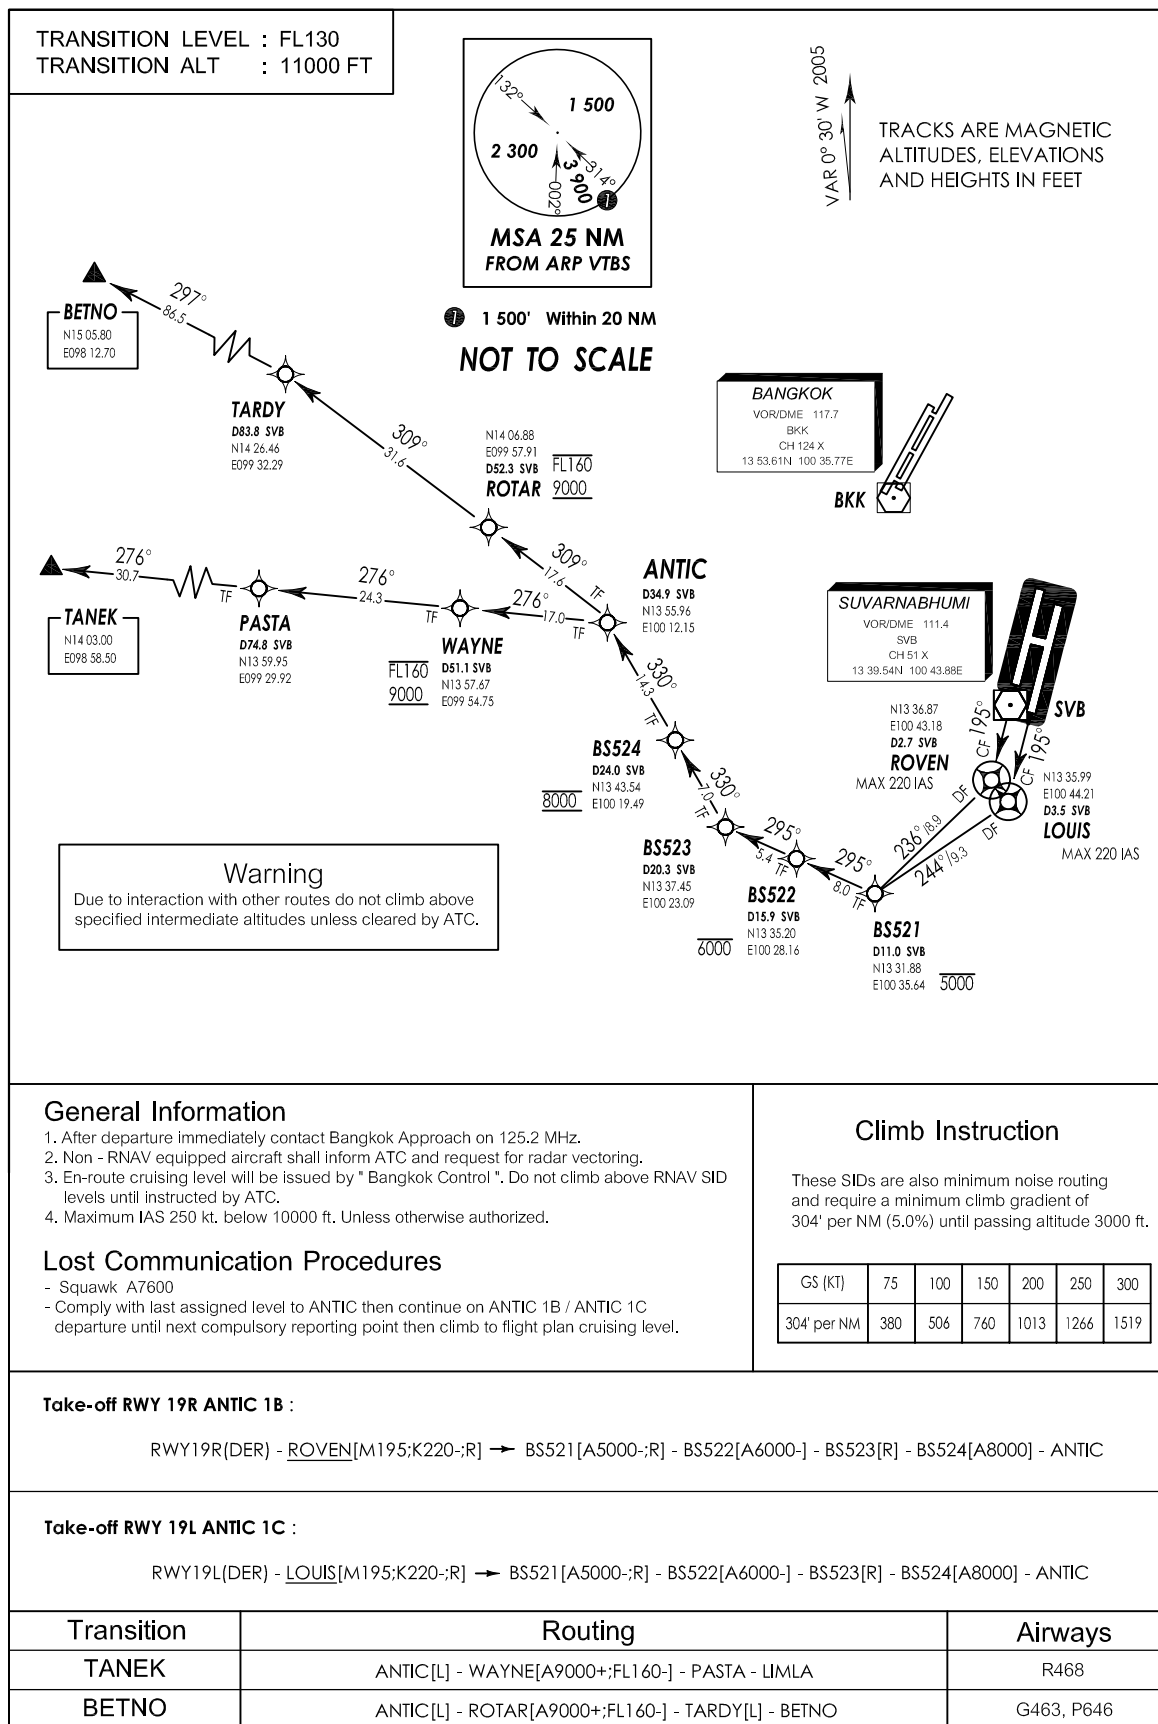 TRANSITION LEVEL : FL130
TRANSITION ALT : 11000 FT
132°
1 500
2 300
3 900
314°
002°
1
MSA 25 NM
FROM ARP VTBS
1 1 500' Within 20 NM
NOT TO SCALE
VAR 0° 30' W 2005
TRACKS ARE MAGNETIC
ALTITUDES, ELEVATIONS
AND HEIGHTS IN FEET
BETNO
N15 05.80
E098 12.70
297°
86.5
TARDY
D83.8 SVB
N14 26.46
E099 32.29
309°
31.6
N14 06.88
E099 57.91
D52.3 SVB
ROTAR
FL160
9000
BANGKOK
VOR/DME 117.7
BKK
CH 124 X
13 53.61N 100 35.77E
BKK
309°
17.6
TF
276°
30.7
TF
TANEK
N14 03.00
E098 58.50
PASTA
D74.8 SVB
N13 59.95
E099 29.92
276°
24.3
TF
WAYNE
D51.1 SVB
N13 57.67
E099 54.75
FL160
9000
276°
17.0
TF
ANTIC
D34.9 SVB
N13 55.96
E100 12.15
SUVARNABHUMI
VOR/DME 111.4
SVB
CH 51 X
13 39.54N 100 43.88E
SVB
330°
14.3
TF
BS524
D24.0 SVB
N13 43.54
E100 19.49
8000
N13 36.87
E100 43.18
D2.7 SVB
ROVEN
MAX 220 IAS
CF 195°
CF 195°
N13 35.99
E100 44.21
D3.5 SVB
LOUIS
MAX 220 IAS
DF
DF
236°/8.9
244°/9.3
330°
7.0
TF
BS523
D20.3 SVB
N13 37.45
E100 23.09
295°
5.4
TF
BS522
D15.9 SVB
N13 35.20
E100 28.16
6000
295°
8.0
TF
BS521
D11.0 SVB
N13 31.88
E100 35.64
5000
Warning
Due to interaction with other routes do not climb above
specified intermediate altitudes unless cleared by ATC.
General Information
1. After departure immediately contact Bangkok Approach on 125.2 MHz.
2. Non - RNAV equipped aircraft shall inform ATC and request for radar vectoring.
3. En-route cruising level will be issued by " Bangkok Control ". Do not climb above RNAV SID
levels until instructed by ATC.
4. Maximum IAS 250 kt. below 10000 ft. Unless otherwise authorized.
Lost Communication Procedures
- Squawk A7600
- Comply with last assigned level to ANTIC then continue on ANTIC 1B / ANTIC 1C
departure until next compulsory reporting point then climb to flight plan cruising level.
Climb Instruction
These SIDs are also minimum noise routing
and require a minimum climb gradient of
304' per NM (5.0%) until passing altitude 3000 ft.
GS (KT) 75 100 150 200 250 300
304' per NM 380 506 760 1013 1266 1519
Take-off RWY 19R ANTIC 1B :
RWY19R(DER) - ROVEN[M195;K220-;R] → BS521[A5000-;R] - BS522[A6000-] - BS523[R] - BS524[A8000] - ANTIC
Take-off RWY 19L ANTIC 1C :
RWY19L(DER) - LOUIS[M195;K220-;R] → BS521[A5000-;R] - BS522[A6000-] - BS523[R] - BS524[A8000] - ANTIC
Transition Routing Airways
TANEK ANTIC[L] - WAYNE[A9000+;FL160-] - PASTA - LIMLA R468
BETNO ANTIC[L] - ROTAR[A9000+;FL160-] - TARDY[L] - BETNO G463, P646